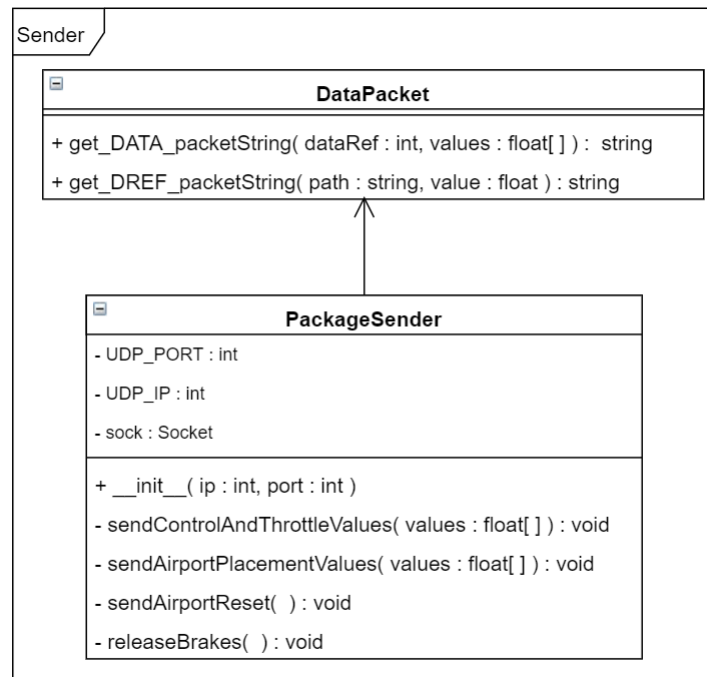 Sender
DataPacket
+ get_DATA_packetString( dataRef : int, values : float[ ] ) :  string
+ get_DREF_packetString( path : string, value : float ) : string
PackageSender
- UDP_PORT : int
- UDP_IP : int
- sock : Socket
+ __init__( ip : int, port : int )
- sendControlAndThrottleValues( values : float[ ] ) : void
- sendAirportPlacementValues( values : float[ ] ) : void
- sendAirportReset(  ) : void
- releaseBrakes(  ) : void